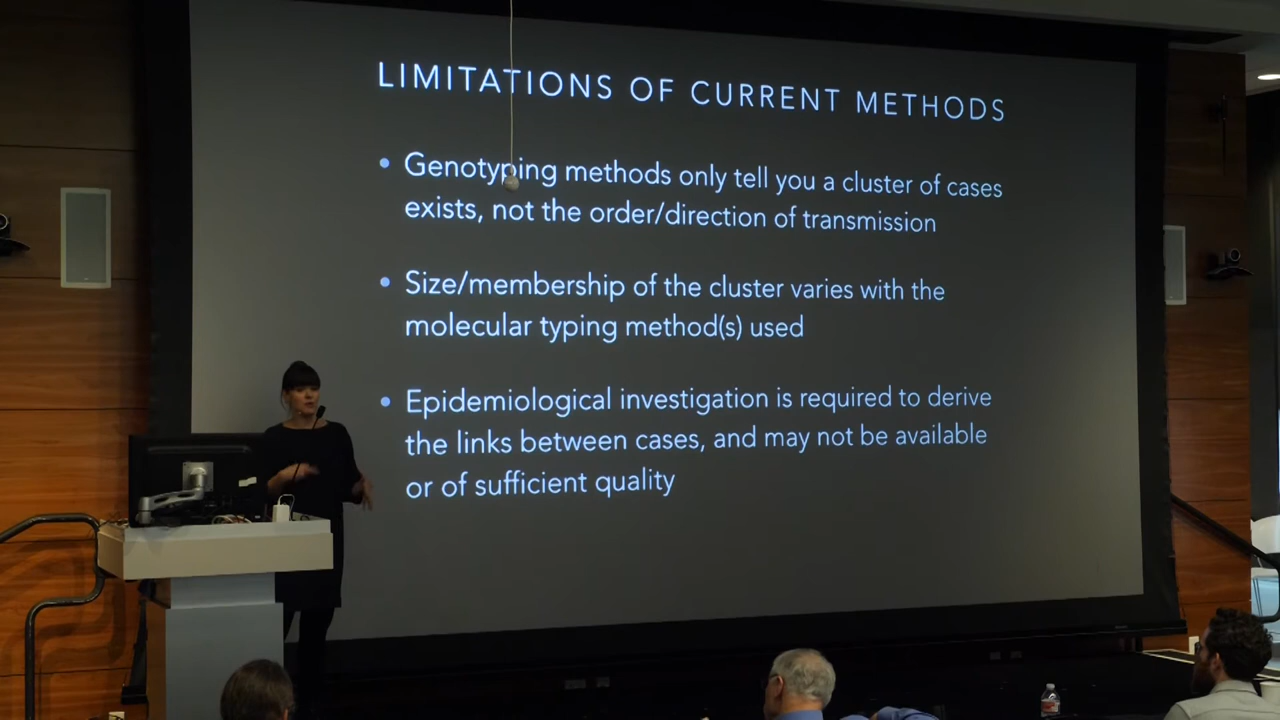 LIMITATIONS OF CURRENT METHODS
• Genotyping methods only tell you a cluster of cases
exists, not the order/direction of transmission
• Size/membership of the cluster varies with the
molecular typing method(s) used
• Epidemiological investigation is required to derive
the links between cases, and may not be available
or of sufficient quality